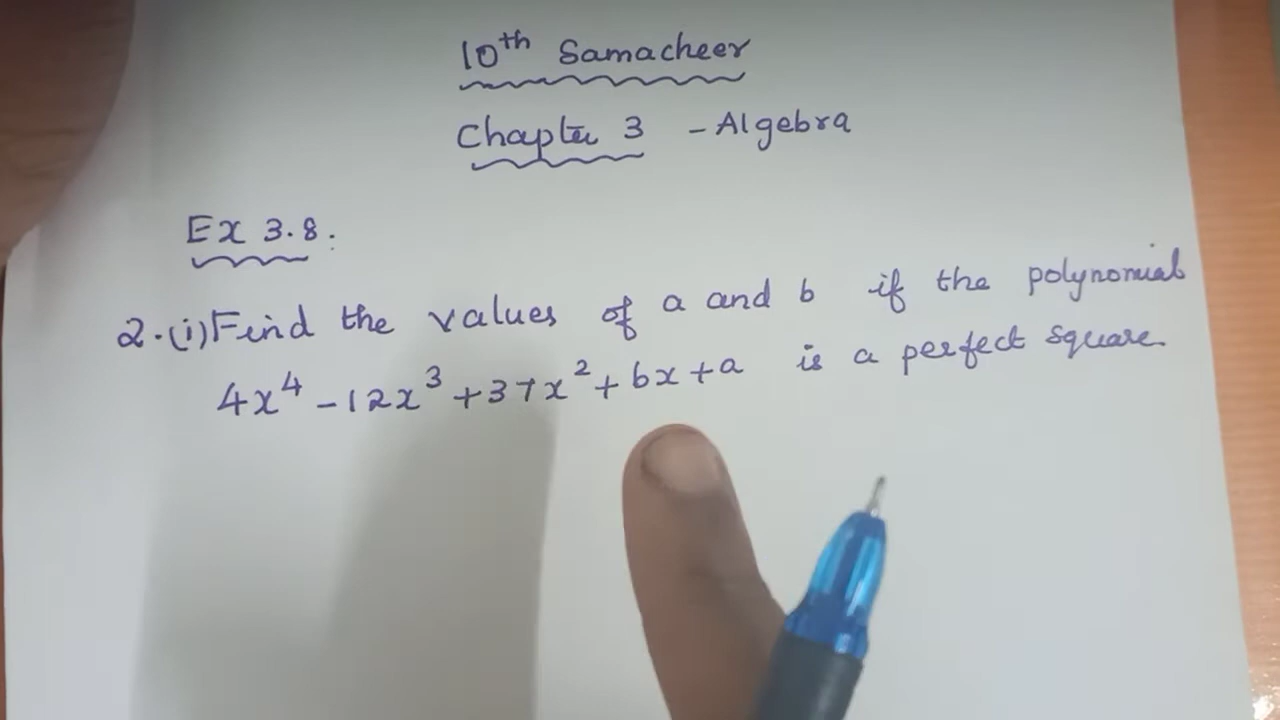 10th Samacheer
Chapter 3 - Algebra
Ex 3.8.
2.(i) Find the values of a and b if the polynomial
4x⁴ - 12x³ + 37x² + bx + a is a perfect square.